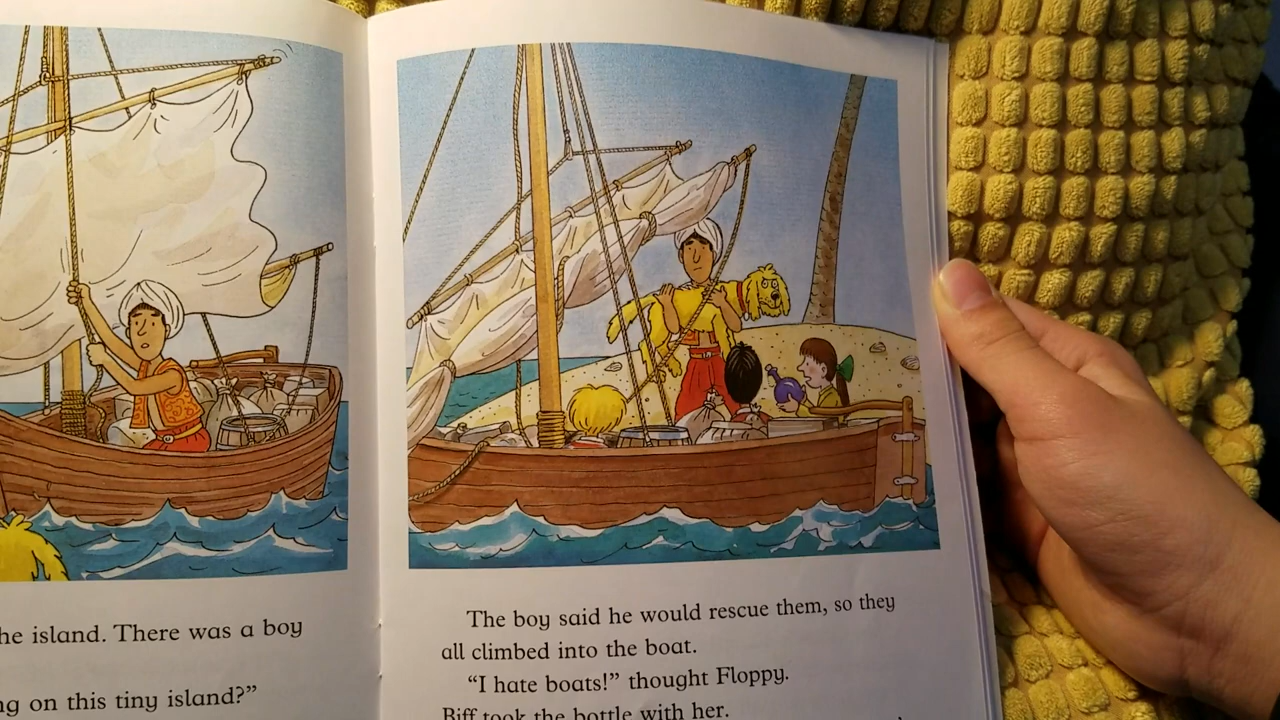 he island. There was a boy
ng on this tiny island?”
The boy said he would rescue them, so they
all climbed into the boat.
“I hate boats!” thought Floppy.
Biff took the bottle with her.